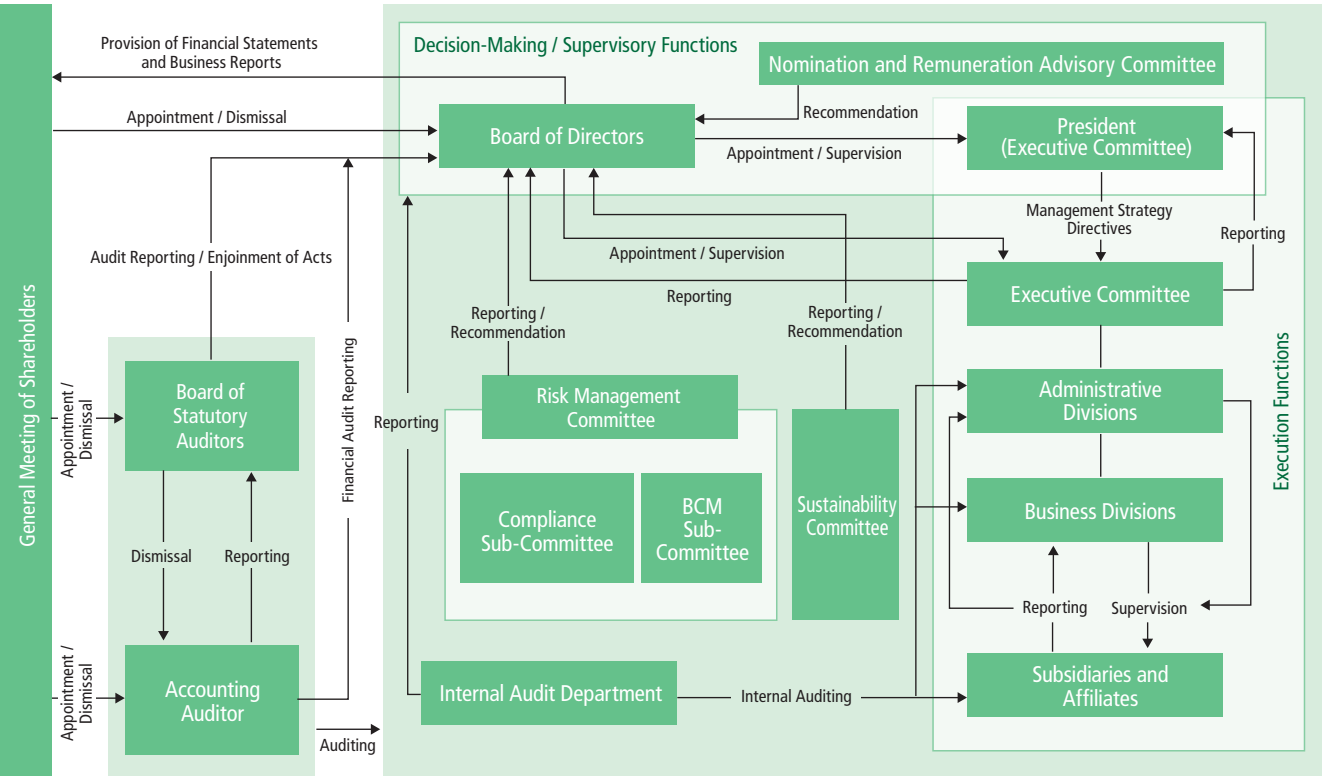 General Meeting of Shareholders
Provision of Financial Statements
and Business Reports
Appointment / Dismissal
Audit Reporting / Enjoinment of Acts
Financial Audit Reporting
Appointment /
Dismissal
Board of
Statutory
Auditors
Dismissal
Reporting
Appointment /
Dismissal
Accounting
Auditor
Auditing
Decision-Making / Supervisory Functions
Nomination and Remuneration Advisory Committee
Recommendation
Board of Directors
Appointment / Supervision
President
(Executive Committee)
Management Strategy
Directives
Reporting
Appointment / Supervision
Reporting
Executive Committee
Reporting /
Recommendation
Reporting /
Recommendation
Reporting
Risk Management
Committee
Compliance
Sub-Committee
BCM
Sub-
Committee
Sustainability
Committee
Administrative
Divisions
Business Divisions
Execution Functions
Reporting
Supervision
Internal Audit Department
Internal Auditing
Subsidiaries and
Affiliates